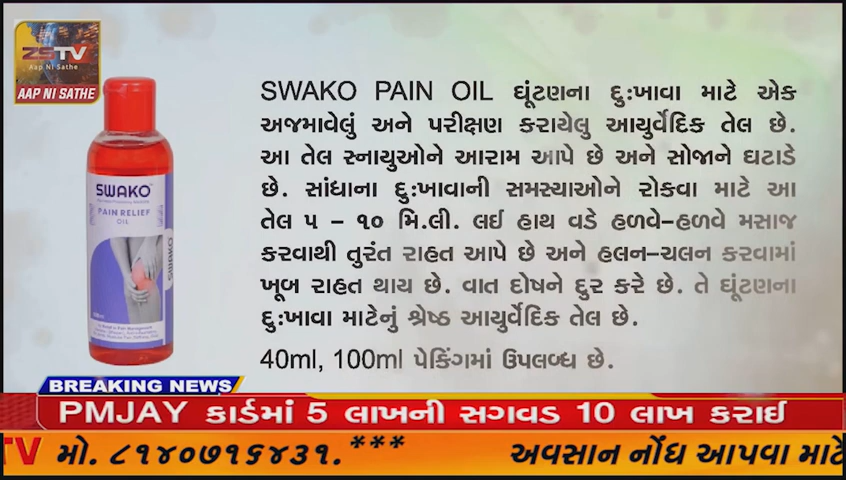 ZSTV
Aap Ni Sathe
AAP NI SATHE
SWAKO
PAIN RELIEF
OIL
SWAKO
SWAKO PAIN OIL ઘૂંટણના દુઃખાવા માટે એક
અજમાવેલું અને પરીક્ષણ કરાયેલુ આયુર્વેદિક તેલ છે.
આ તેલ સ્નાયુઓને આરામ આપે છે અને સોજાને ઘટાડે
છે. સાંધાના દુઃખાવાની સમસ્યાઓને રોકવા માટે આ
તેલ ૫ – ૧૦ મિ.લી. લઈ હાથ વડે હળવે–હળવે મસાજ
કરવાથી તુરંત રાહત આપે છે અને હલન–ચલન કરવામાં
ખૂબ રાહત થાય છે. વાત દોષને દુર કરે છે. તે ઘૂંટણના
દુઃખાવા માટેનું શ્રેષ્ઠ આયુર્વેદિક તેલ છે.
40ml, 100ml પેકિંગમાં ઉપલબ્ધ છે.
BREAKING NEWS
PMJAY કાર્ડમાં 5 લાખની સગવડ 10 લાખ કરાઈ
TV મો. ૮૧૪૦૭૧૬૪૩૧.*** અવસાન નોંધ આપવા માટે